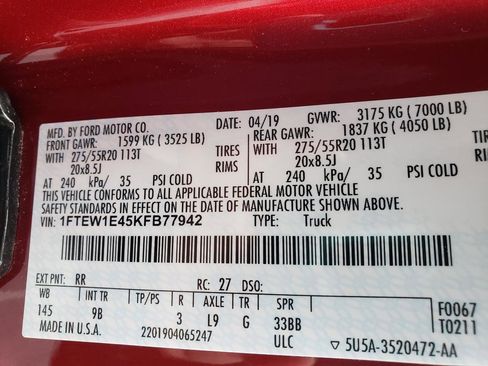 MFD. BY FORD MOTOR CO. DATE: 04/19 GVWR: 3175 KG ( 7000 LB)
FRONT GAWR: 1599 KG ( 3525 LB) REAR GAWR: 1837 KG ( 4050 LB)
WITH 275/55R20 113T TIRES WITH 275/55R20 113T
20x8.5J RIMS 20x8.5J
AT 240 kPa/ 35 PSI COLD AT 240 kPa/ 35 PSI COLD
THIS VEHICLE CONFORMS TO ALL APPLICABLE FEDERAL MOTOR VEHICLE
SAFETY STANDARDS IN EFFECT ON THE DATE OF MANUFACTURE SHOWN ABOVE.
VIN: 1FTEW1E45KFB77942 TYPE: Truck
EXT PNT: RR RC: 27 DSO:
WB INT TR TP/PS R AXLE TR SPR F0067
145 9B 3 L9 G 33BB T0211
MADE IN U.S.A. 2201904065247 ULC ▽ 5U5A-3520472-AA